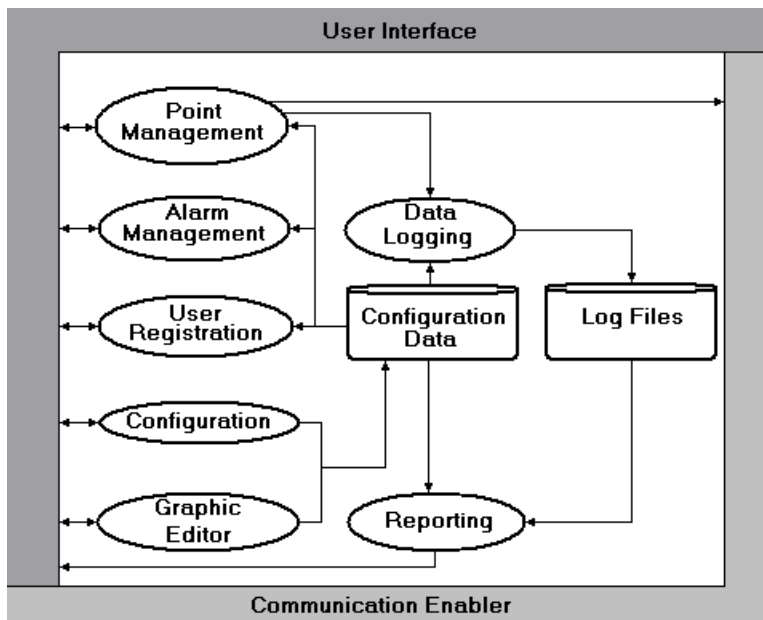 User Interface
Point
Management
Alarm
Management
Data
Logging
User
Registration
Configuration
Data
Log Files
Configuration
Graphic
Editor
Reporting
Communication Enabler